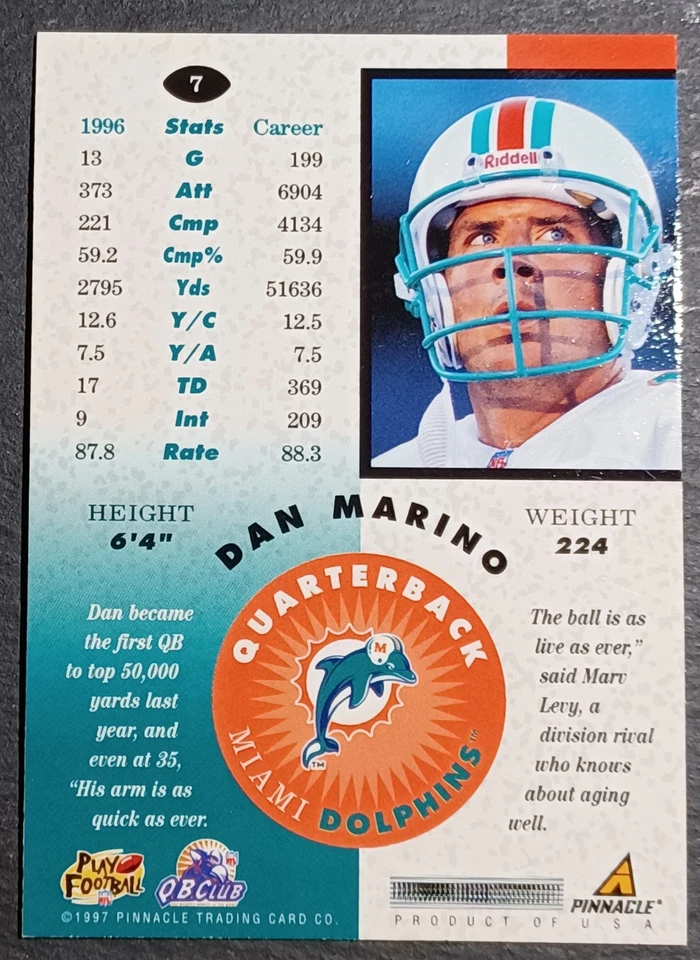 7
1996 Stats Career
13 G 199
373 Att 6904
221 Cmp 4134
59.2 Cmp% 59.9
2795 Yds 51636
12.6 Y/C 12.5
7.5 Y/A 7.5
17 TD 369
9 Int 209
87.8 Rate 88.3
Riddell
NFL
HEIGHT
6'4"
DAN MARINO
WEIGHT
224
QUARTERBACK
M
TM
MIAMI DOLPHINS™
Dan became
the first QB
to top 50,000
yards last
year, and
even at 35,
“His arm is as
quick as ever.
The ball is as
live as ever,”
said Marv
Levy, a
division rival
who knows
about aging
well.
PLAY
FOOTBALL
NFL
QB CLUB
NFL
PINNACLE®
©1997 PINNACLE TRADING CARD CO.
PRODUCT OF USA